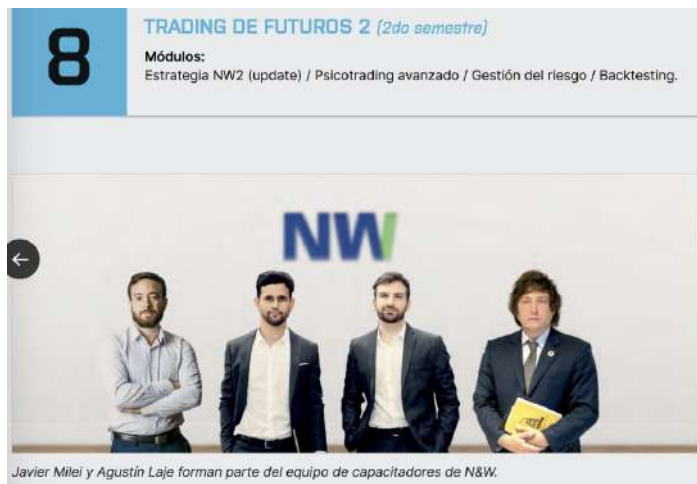 8
TRADING DE FUTUROS 2 (2do semestre)
Módulos:
Estrategia NW2 (update) / Psicotrading avanzado / Gestión del riesgo / Backtesting.
NW
Javier Milei y Agustín Laje forman parte del equipo de capacitadores de N&W.